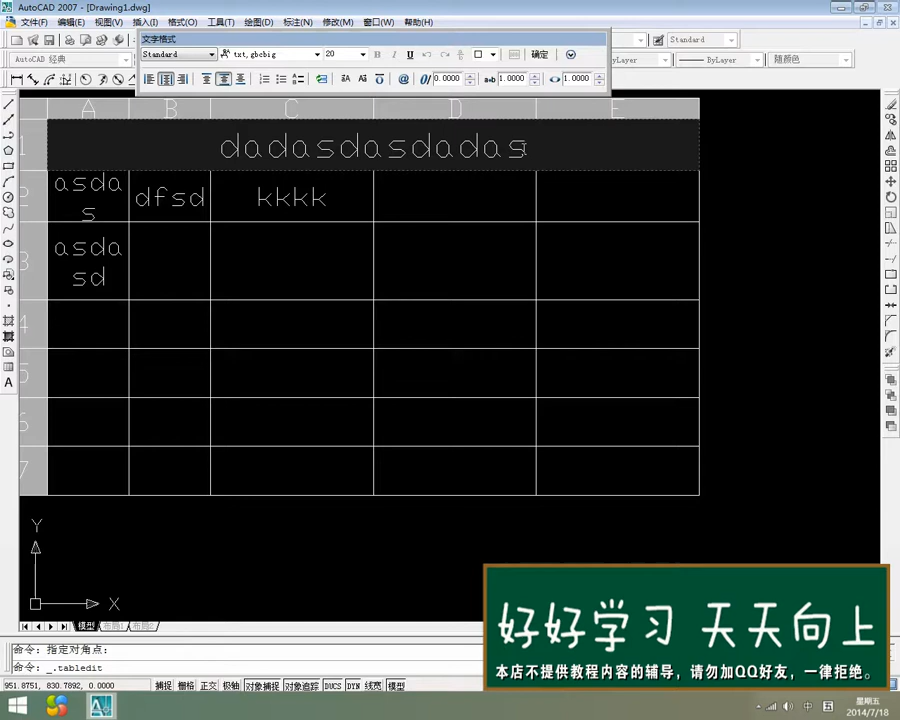 AutoCAD 2007 - [Drawing1.dwg]
文件(F) 编辑(E) 视图(V) 插入(I) 格式(O) 工具(T) 绘图(D) 标注(N) 修改(M) 窗口(W) 帮助(H)
文字格式
Standard
Standard txt,gbcbig 20 B I U 确定
AutoCAD 经典
ByLayer 随颜色
0.0000 1.0000 1.0000
A B C D E
1 dadasdasdadas
2 asda dfsd kkkk
s
3 asda
sd
4
5
6
7
Y
X
模型 布局1 布局2
好好学习 天天向上
本店不提供教程内容的辅导，请勿加QQ好友，一律拒绝。
命令: 指定对角点:
命令: _.tabledit
951.8751, 830.7892, 0.0000 捕捉 栅格 正交 极轴 对象捕捉 对象追踪 DUCS DYN 线宽 模型
中 五
星期五
2014/7/18